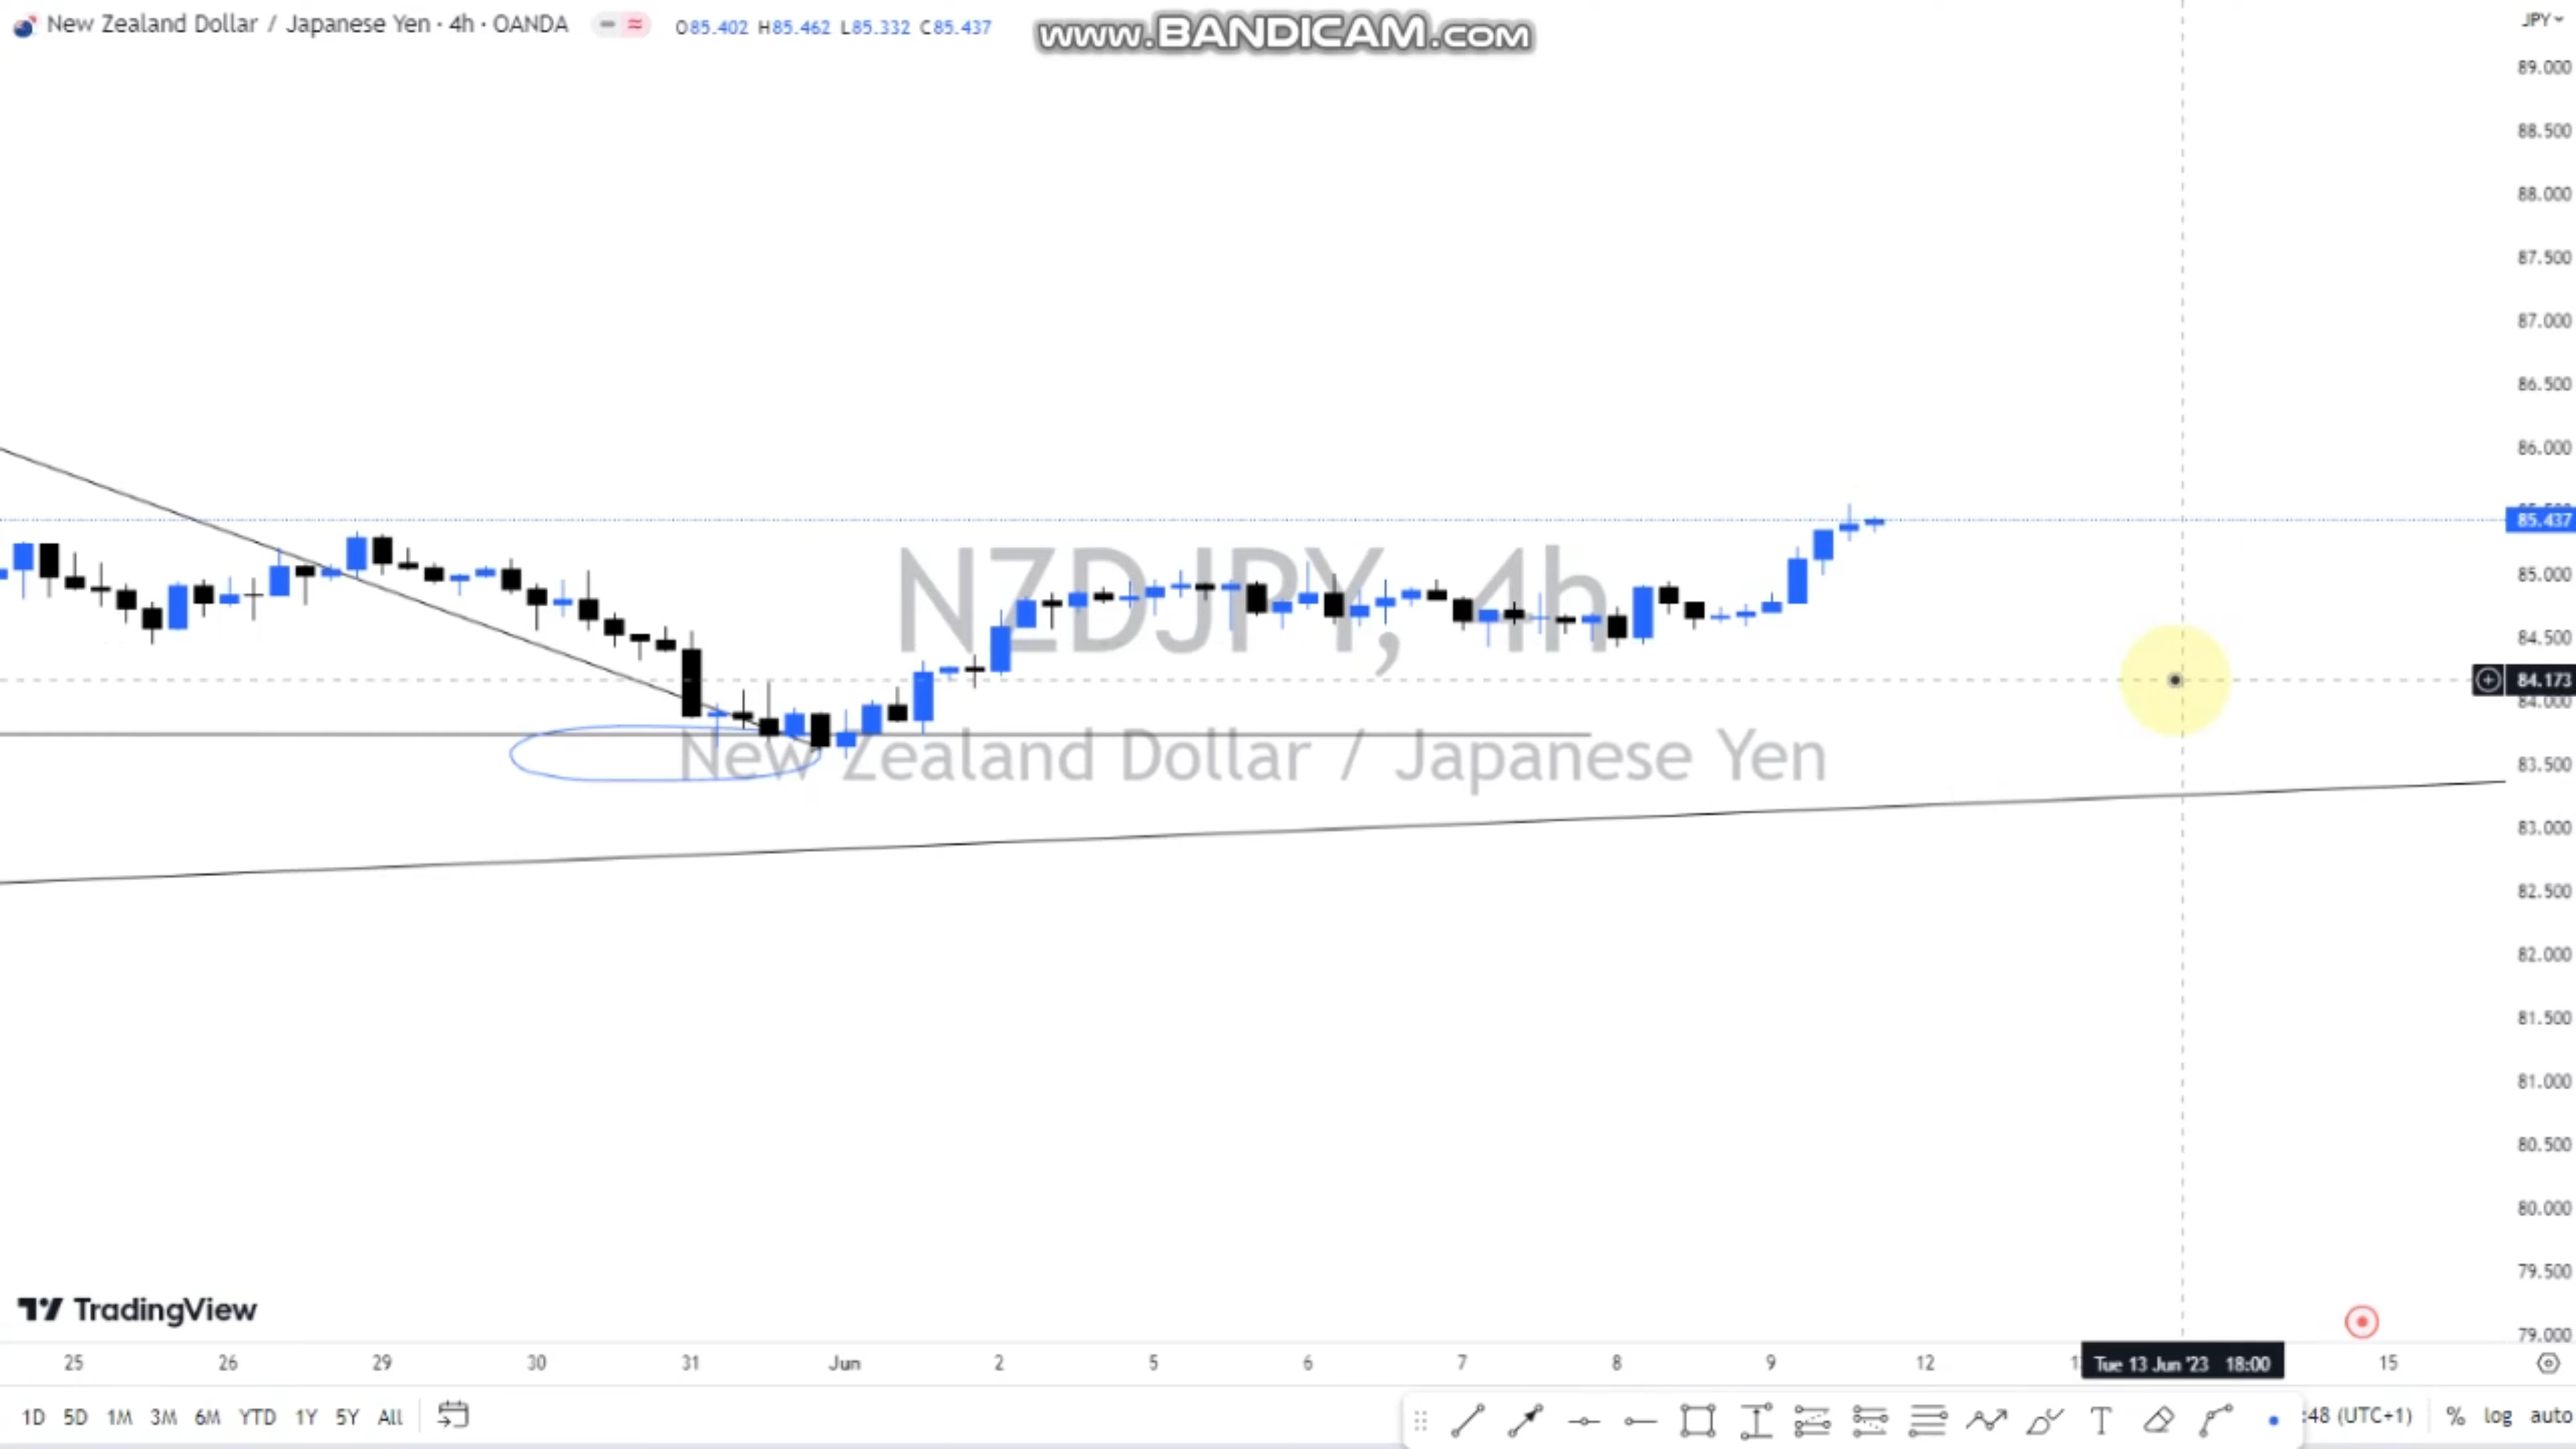 New Zealand Dollar / Japanese Yen · 4h · OANDA
O85.402 H85.462 L85.332 C85.437
www.BANDICAM.com
JPY
89.000
88.500
88.000
87.500
87.000
86.500
86.000
85.437
85.000
84.500
84.173
84.000
83.500
83.000
82.500
82.000
81.500
81.000
80.500
80.000
79.500
79.000
NZDJPY, 4h
New Zealand Dollar / Japanese Yen
TradingView
25 26 29 30 31 Jun 2 5 6 7 8 9 12 Tue 13 Jun '23 18:00 15
1D 5D 1M 3M 6M YTD 1Y 5Y All
:48 (UTC+1) % log auto